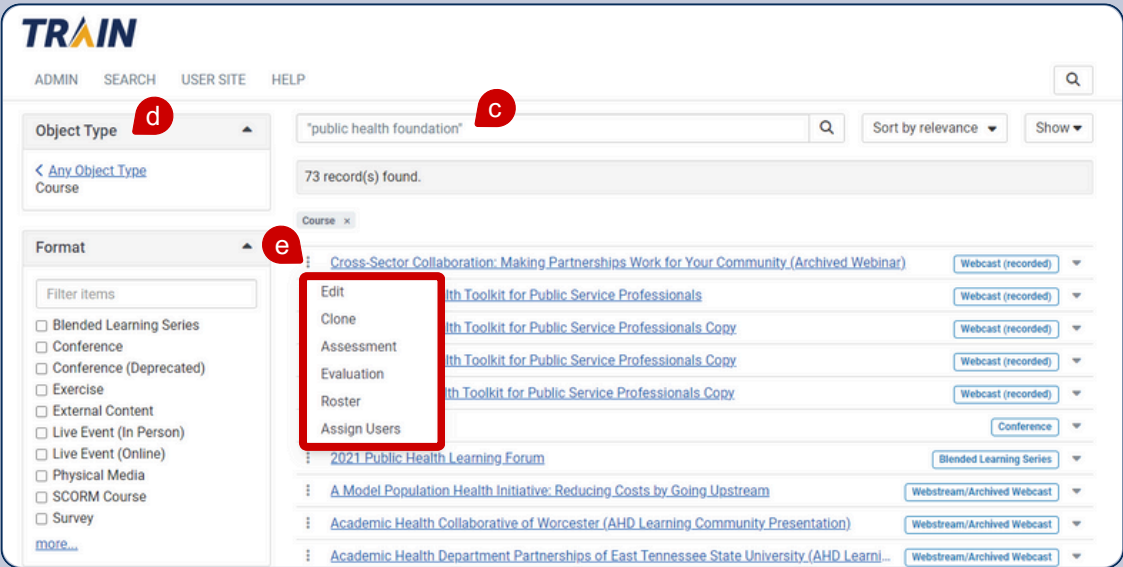 TRAIN
ADMIN SEARCH USER SITE HELP
d
Object Type
Any Object Type
Course
Format
Filter items
Blended Learning Series
Conference
Conference (Deprecated)
Exercise
External Content
Live Event (In Person)
Live Event (Online)
Physical Media
SCORM Course
Survey
more...
c
"public health foundation"
Sort by relevance
Show
73 record(s) found.
Course ×
e
Cross-Sector Collaboration: Making Partnerships Work for Your Community (Archived Webinar) Webcast (recorded)
Edit
Clone
Assessment
Evaluation
Roster
Assign Users
lth Toolkit for Public Service Professionals Webcast (recorded)
lth Toolkit for Public Service Professionals Copy Webcast (recorded)
lth Toolkit for Public Service Professionals Copy Webcast (recorded)
th Toolkit for Public Service Professionals Copy Webcast (recorded)
Conference
2021 Public Health Learning Forum Blended Learning Series
A Model Population Health Initiative: Reducing Costs by Going Upstream Webstream/Archived Webcast
Academic Health Collaborative of Worcester (AHD Learning Community Presentation) Webstream/Archived Webcast
Academic Health Department Partnerships of East Tennessee State University (AHD Learni... Webstream/Archived Webcast